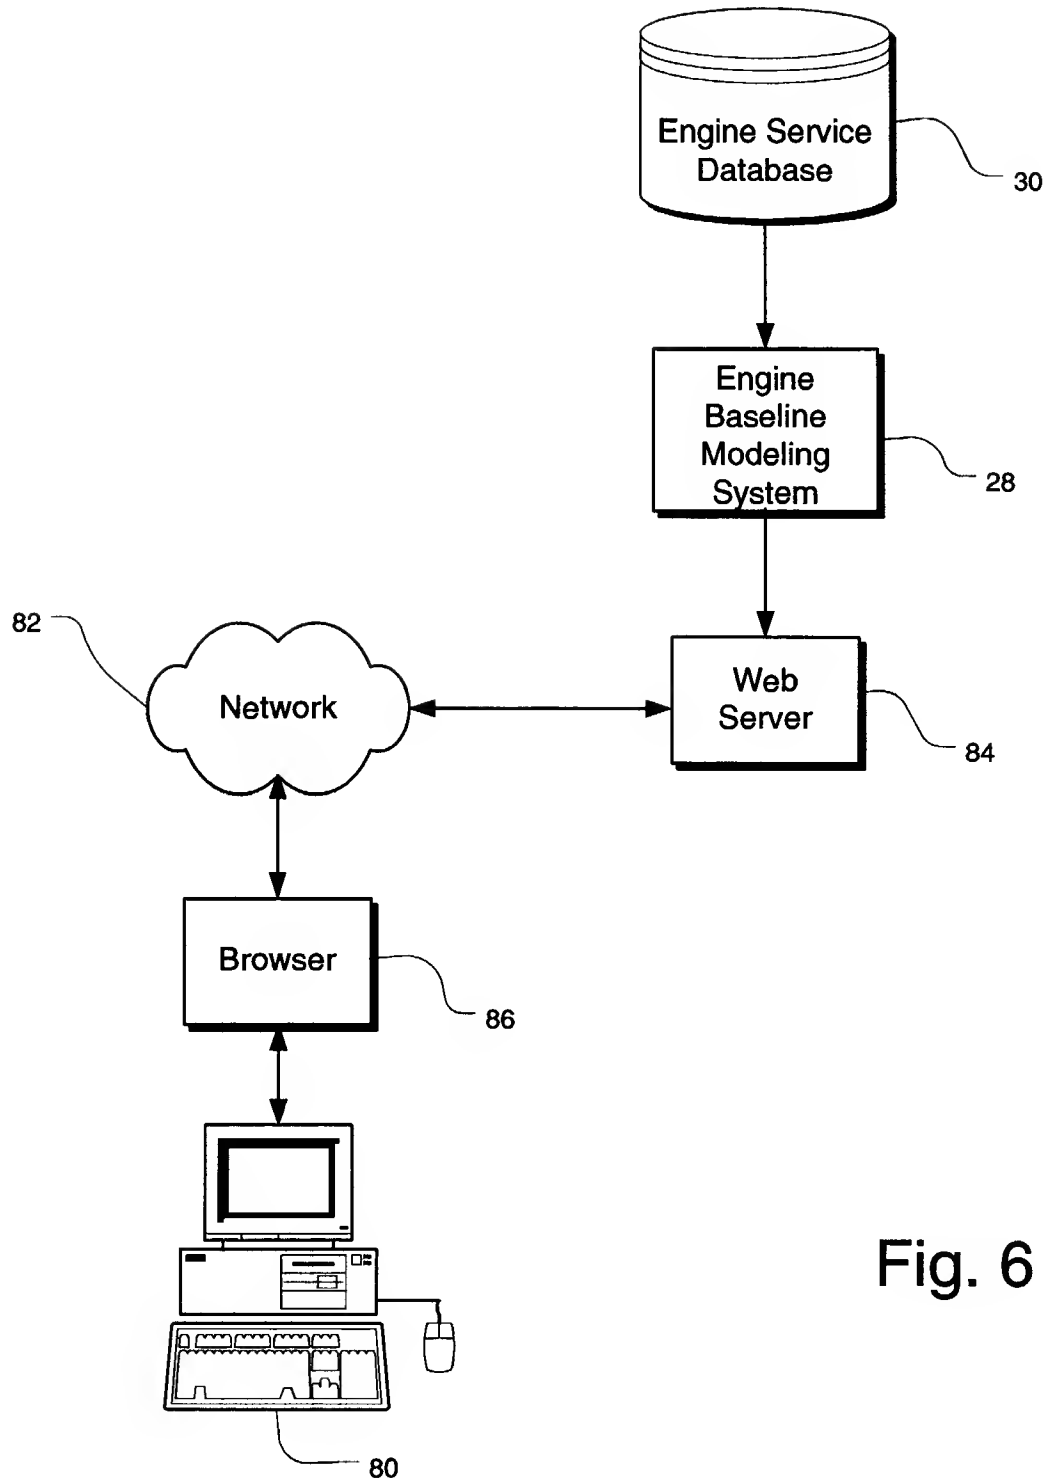 Engine Service
Database
30
Engine
Baseline
Modeling
System
28
82
Network
Web
Server
84
Browser
86
Fig. 6
80